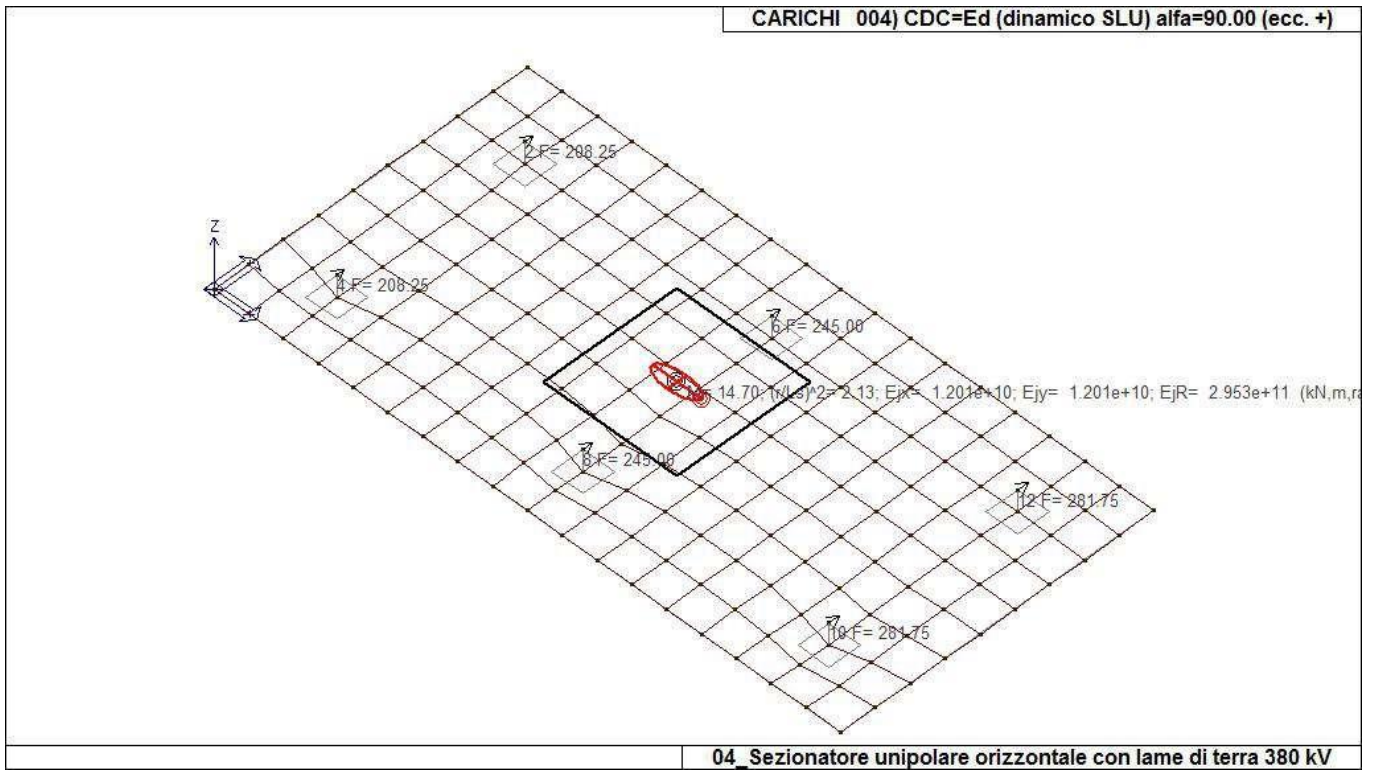 CARICHI 004) CDC=Ed (dinamico SLU) alfa=90.00 (ecc. +)
2 F= 208.25
Z
4 F= 208.25
6 F= 245.00
14.70; (r/Ls)^2= 2.13; Ejx= 1.201e+10; Ejy= 1.201e+10; EjR= 2.953e+11 (kN,m,ra
8 F= 245.00
12 F= 281.75
10 F= 281.75
04_Sezionatore unipolare orizzontale con lame di terra 380 kV